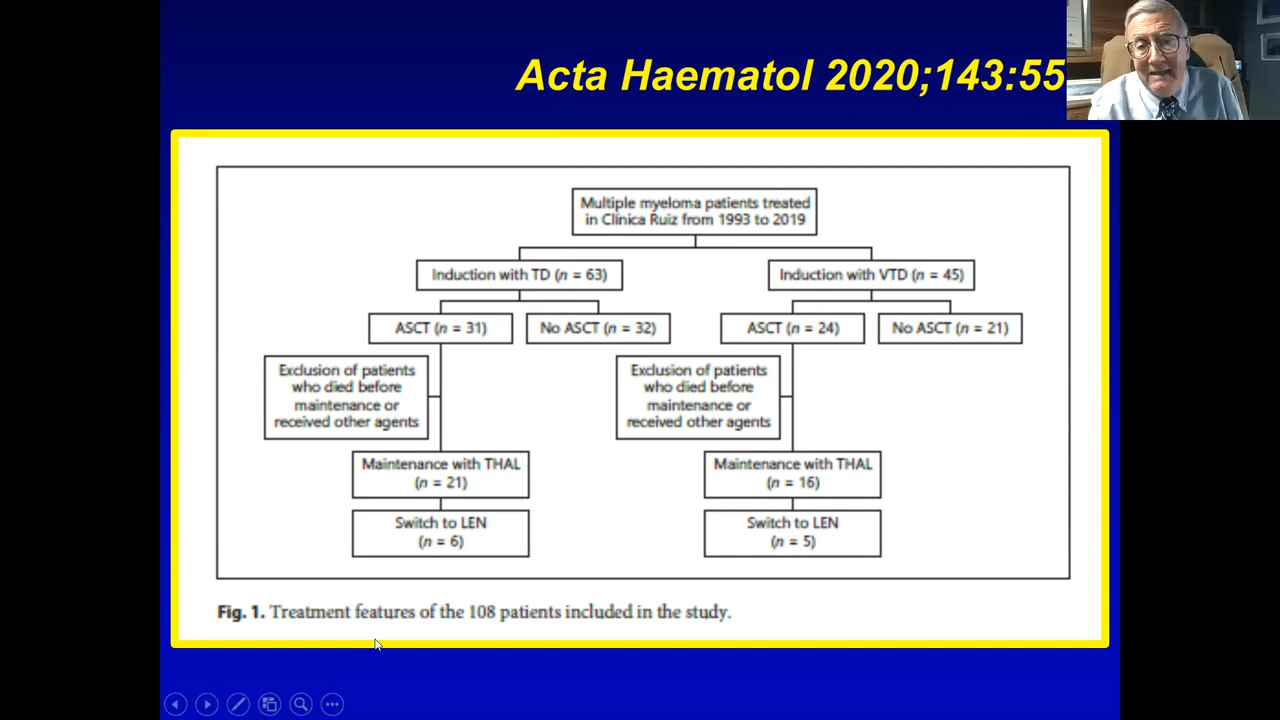 Acta Haematol 2020;143:55
Multiple myeloma patients treated
in Clínica Ruiz from 1993 to 2019
Induction with TD (n = 63)
Induction with VTD (n = 45)
ASCT (n = 31)
No ASCT (n = 32)
ASCT (n = 24)
No ASCT (n = 21)
Exclusion of patients
who died before
maintenance or
received other agents
Exclusion of patients
who died before
maintenance or
received other agents
Maintenance with THAL
(n = 21)
Maintenance with THAL
(n = 16)
Switch to LEN
(n = 6)
Switch to LEN
(n = 5)
Fig. 1. Treatment features of the 108 patients included in the study.